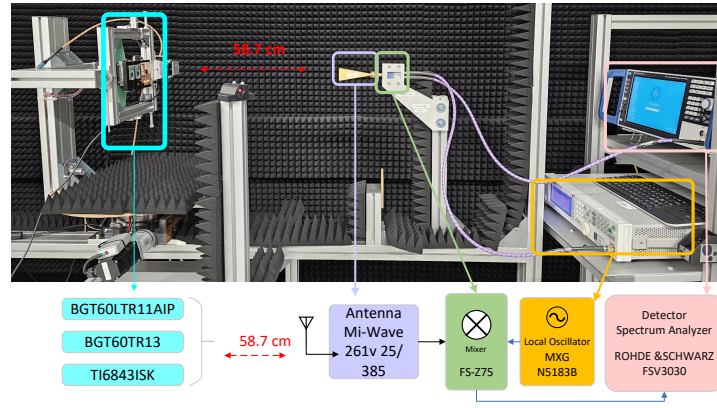 58.7 cm
BGT60LTR11AIP
BGT60TR13
TI6843ISK
58.7 cm
Antenna
Mi-Wave
261v 25/
385
Mixer
FS-Z75
Local Oscillator
MXG
N5183B
Detector
Spectrum Analyzer
ROHDE &SCHWARZ
FSV3030